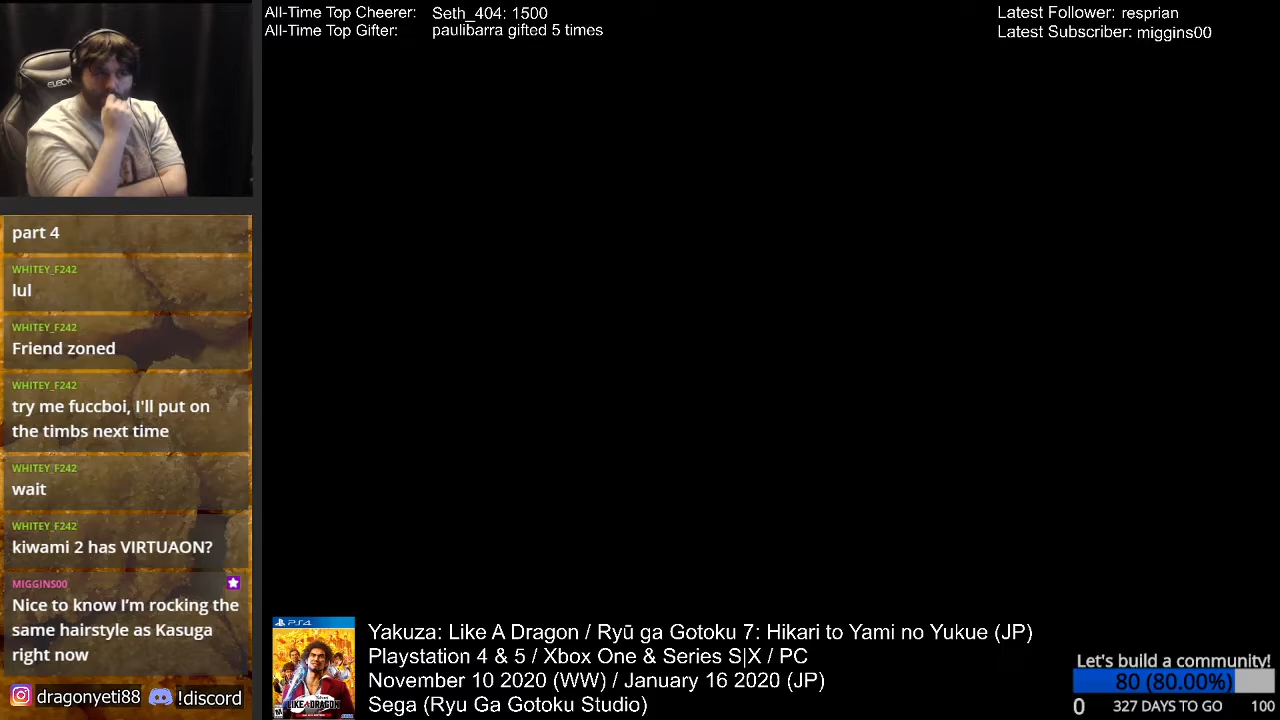 All-Time Top Cheerer: Seth_404: 1500
All-Time Top Gifter: paulibarra gifted 5 times
Latest Follower: resprian
Latest Subscriber: miggins00
part 4
WHITEY_F242
lul
WHITEY_F242
Friend zoned
WHITEY_F242
try me fuccboi, I'll put on
the timbs next time
WHITEY_F242
wait
WHITEY_F242
kiwami 2 has VIRTUAON?
MIGGINS00
Nice to know I’m rocking the
same hairstyle as Kasuga
right now
dragonyeti88 !discord
PS4
LIKE A DRAGON
Yakuza: Like A Dragon / Ryū ga Gotoku 7: Hikari to Yami no Yukue (JP)
Playstation 4 & 5 / Xbox One & Series S|X / PC
November 10 2020 (WW) / January 16 2020 (JP)
Sega (Ryu Ga Gotoku Studio)
Let's build a community!
80 (80.00%)
0 327 DAYS TO GO 100